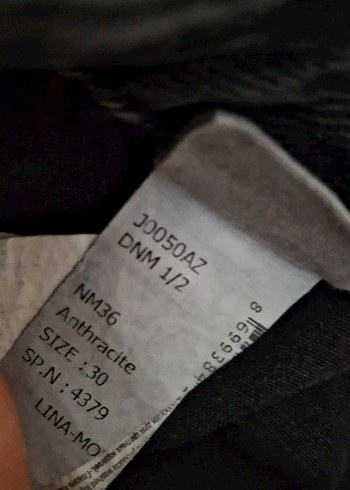 J0050AZ
DNM 1/2
NM36
Anthracite
SIZE : 30
SP.N : 4379
LINA-MO